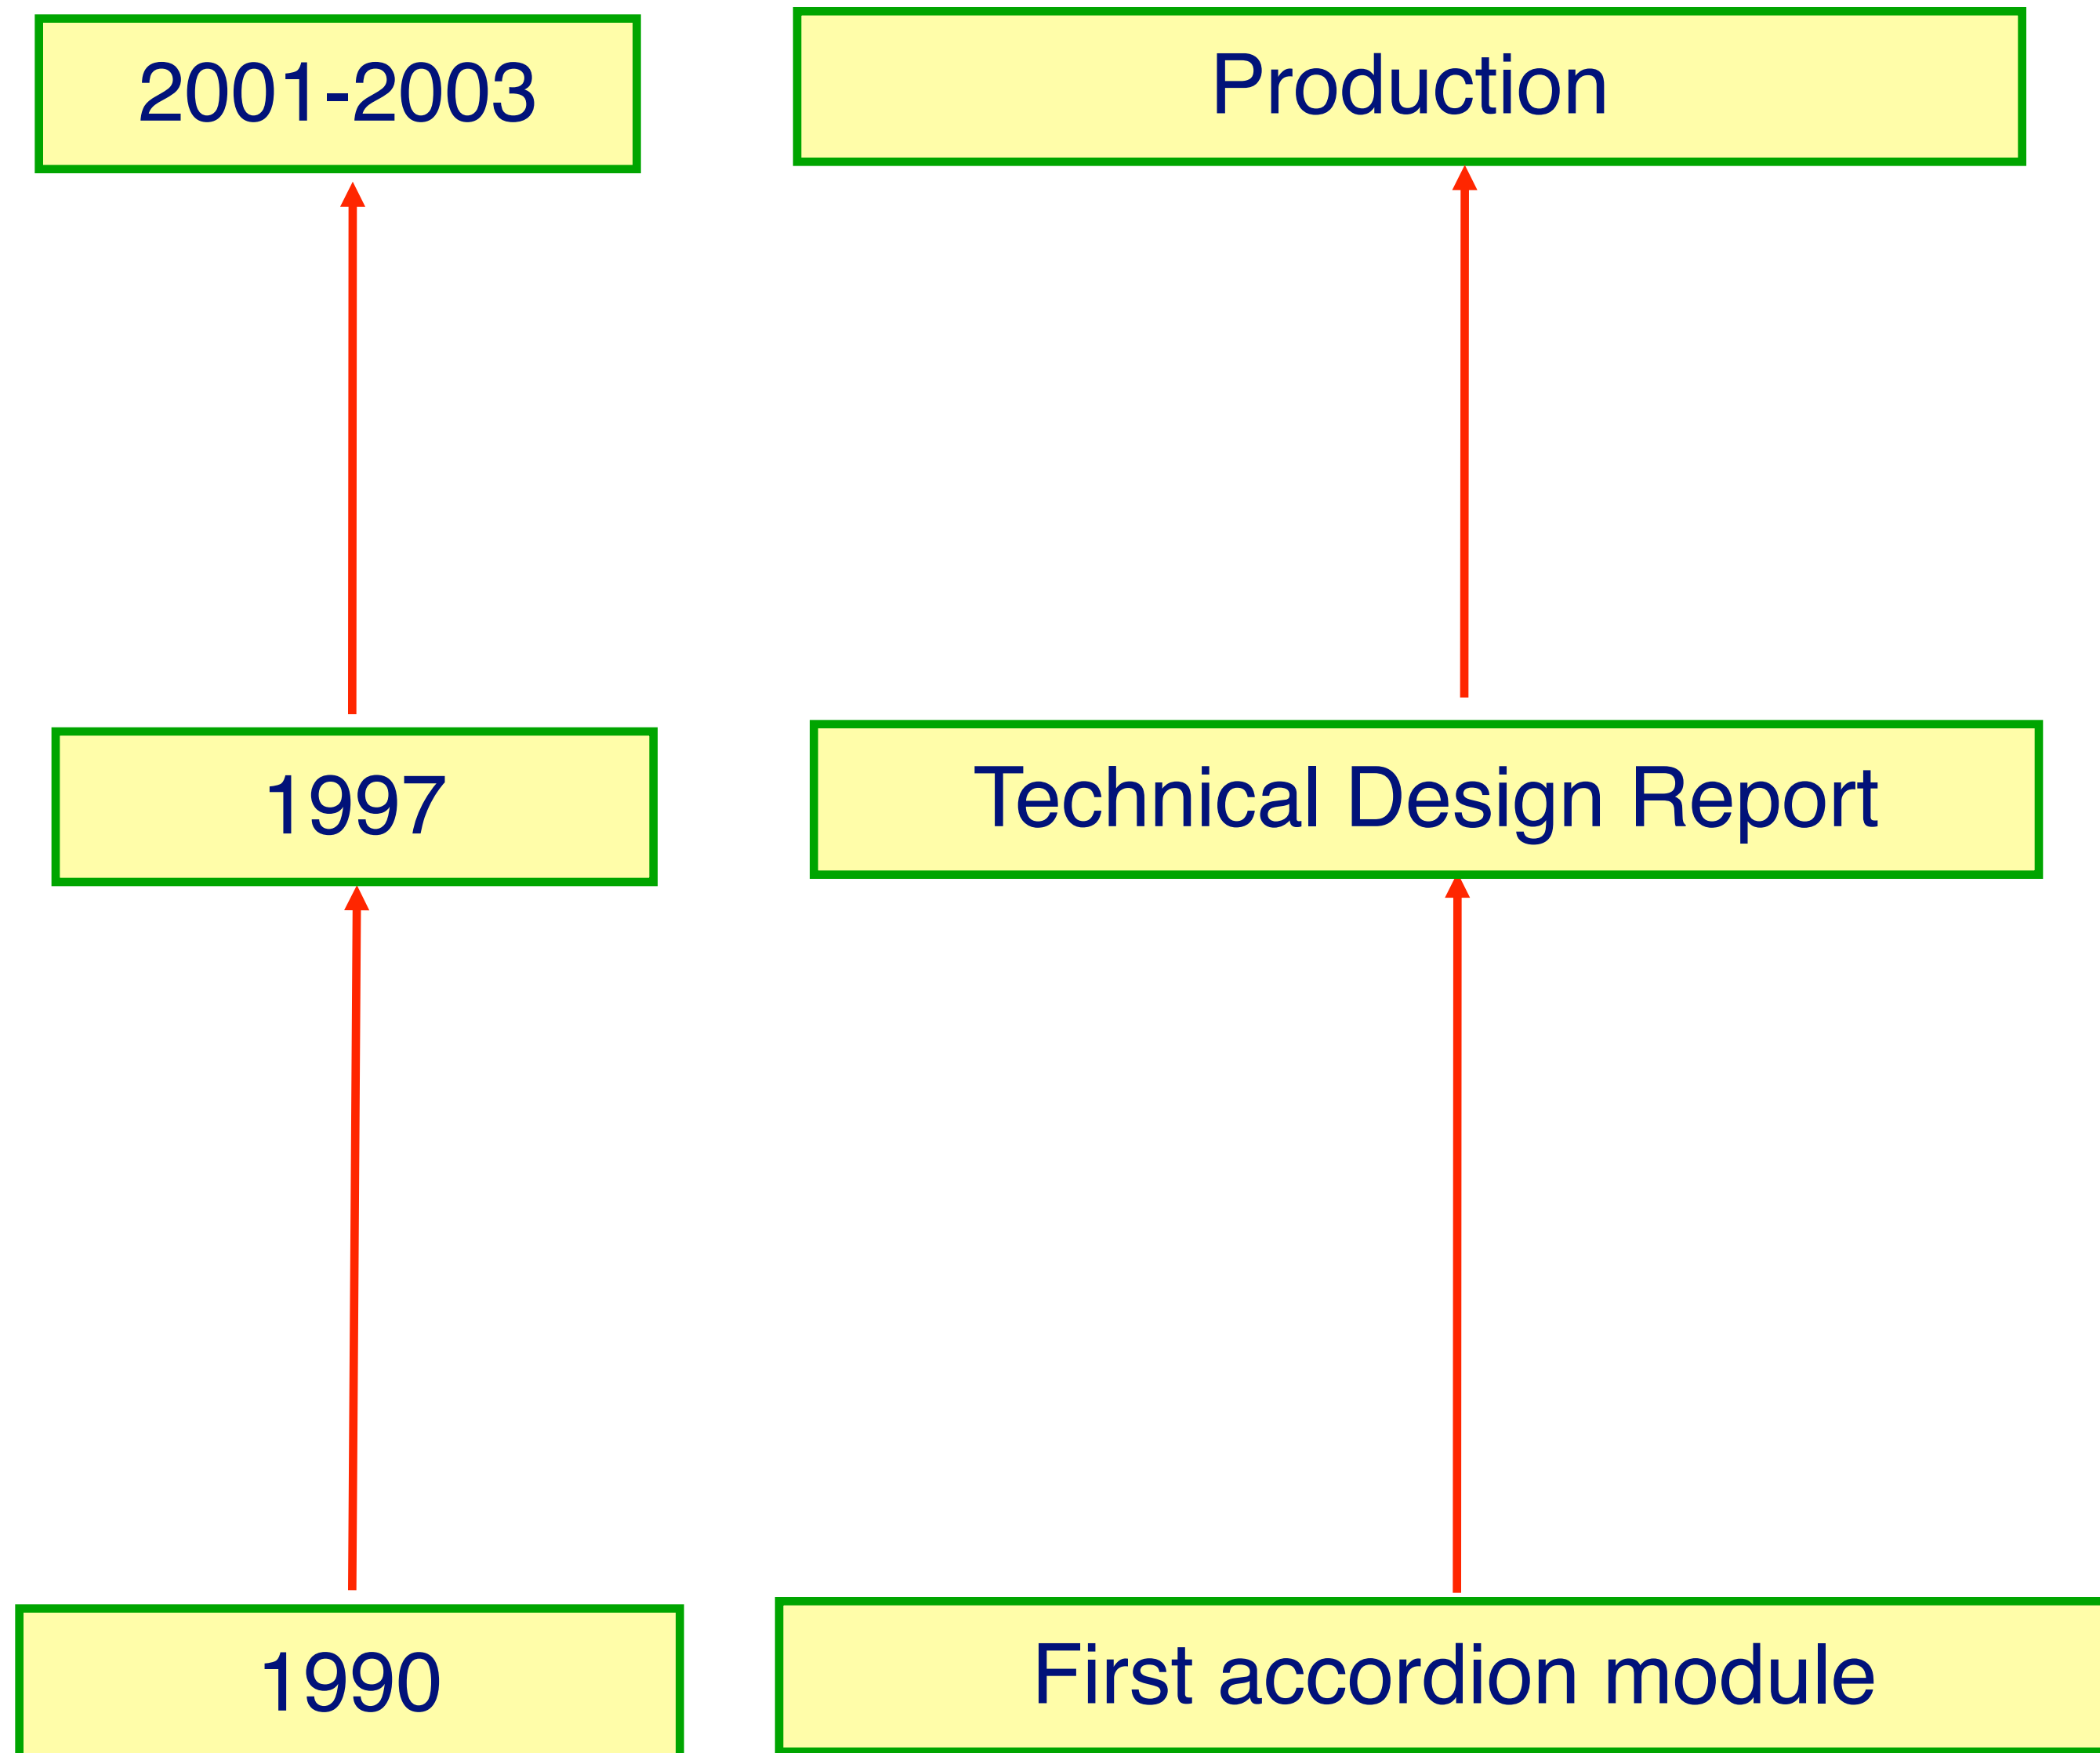 2001-2003
Production
1997
Technical Design Report
1990
First accordion module